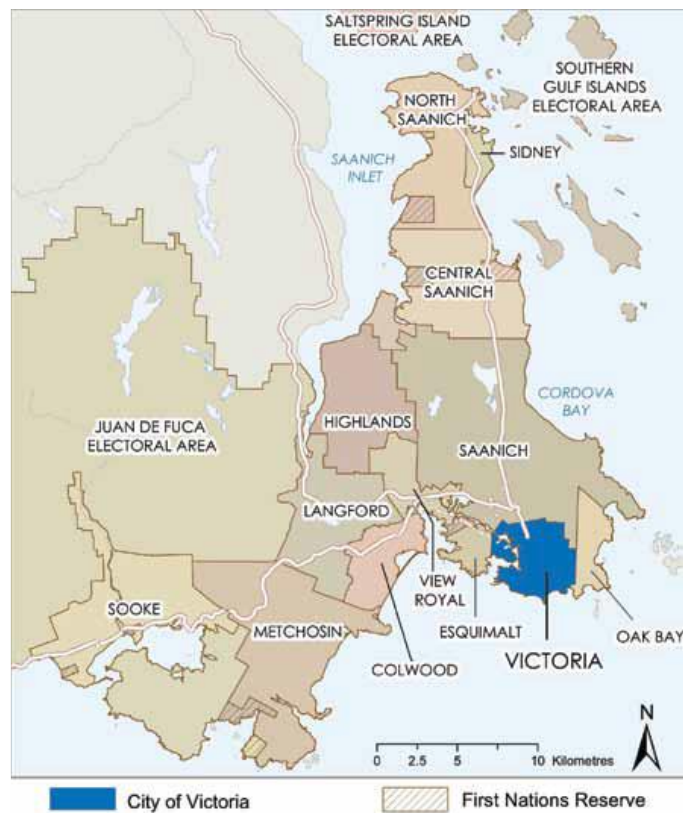 SALTSPRING ISLAND
ELECTORAL AREA
SOUTHERN
GULF ISLANDS
ELECTORAL AREA
NORTH
SAANICH
SIDNEY
SAANICH
INLET
CENTRAL
SAANICH
CORDOVA
BAY
HIGHLANDS
JUAN DE FUCA
ELECTORAL AREA
SAANICH
LANGFORD
VIEW
ROYAL
SOOKE
METCHOSIN
ESQUIMALT
OAK BAY
COLWOOD
VICTORIA
N
0 2.5 5 10 Kilometres
City of Victoria
First Nations Reserve